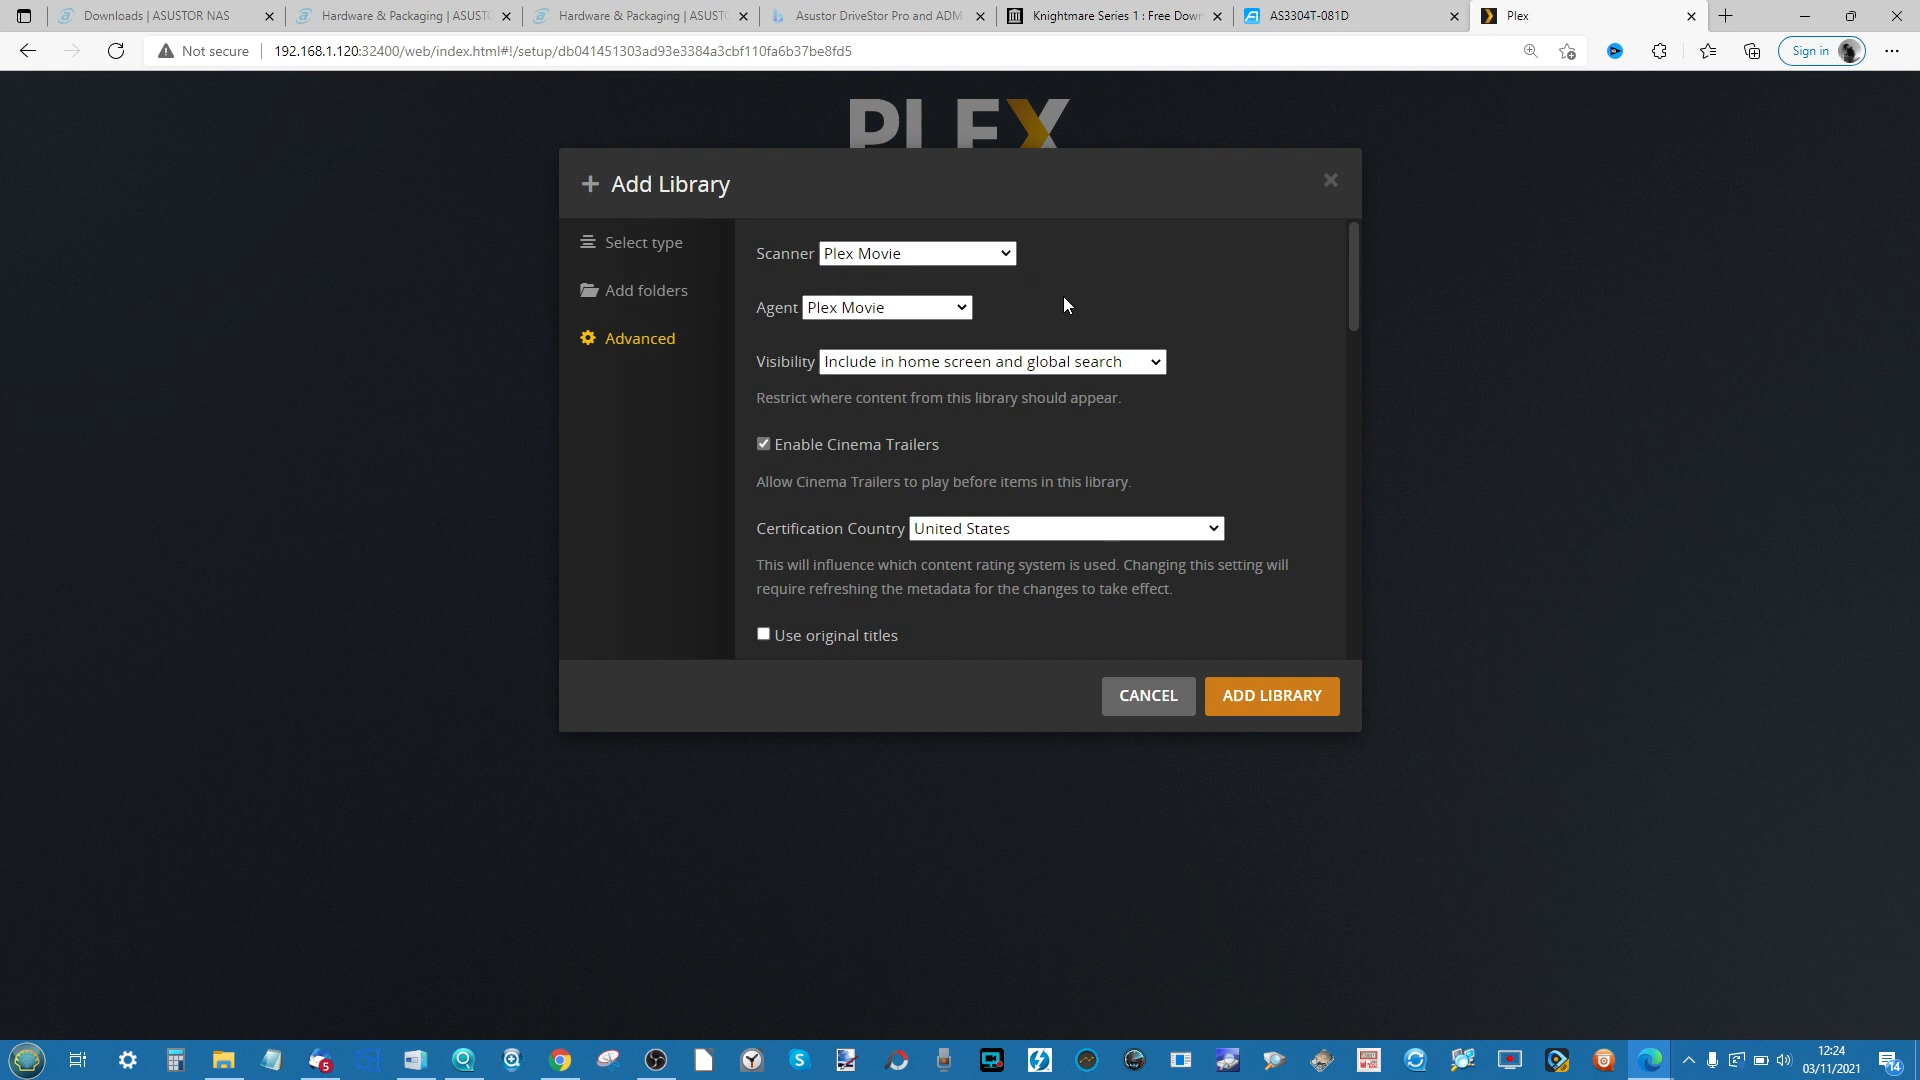 Downloads | ASUSTOR NAS
Hardware & Packaging | ASUSTO
Hardware & Packaging | ASUSTO
Asustor DriveStor Pro and ADM
Knightmare Series 1 : Free Down
AS3304T-081D
Plex
Not secure
192.168.1.120:32400/web/index.html#!/setup/db041451303ad93e3384a3cbf110fa6b37be8fd5
Sign in
PLEX
Add Library
Select type
Add folders
Advanced
Scanner Plex Movie
Agent Plex Movie
Visibility Include in home screen and global search
Restrict where content from this library should appear.
Enable Cinema Trailers
Allow Cinema Trailers to play before items in this library.
Certification Country United States
This will influence which content rating system is used. Changing this setting will
require refreshing the metadata for the changes to take effect.
Use original titles
CANCEL
ADD LIBRARY
5
12:24
03/11/2021
14